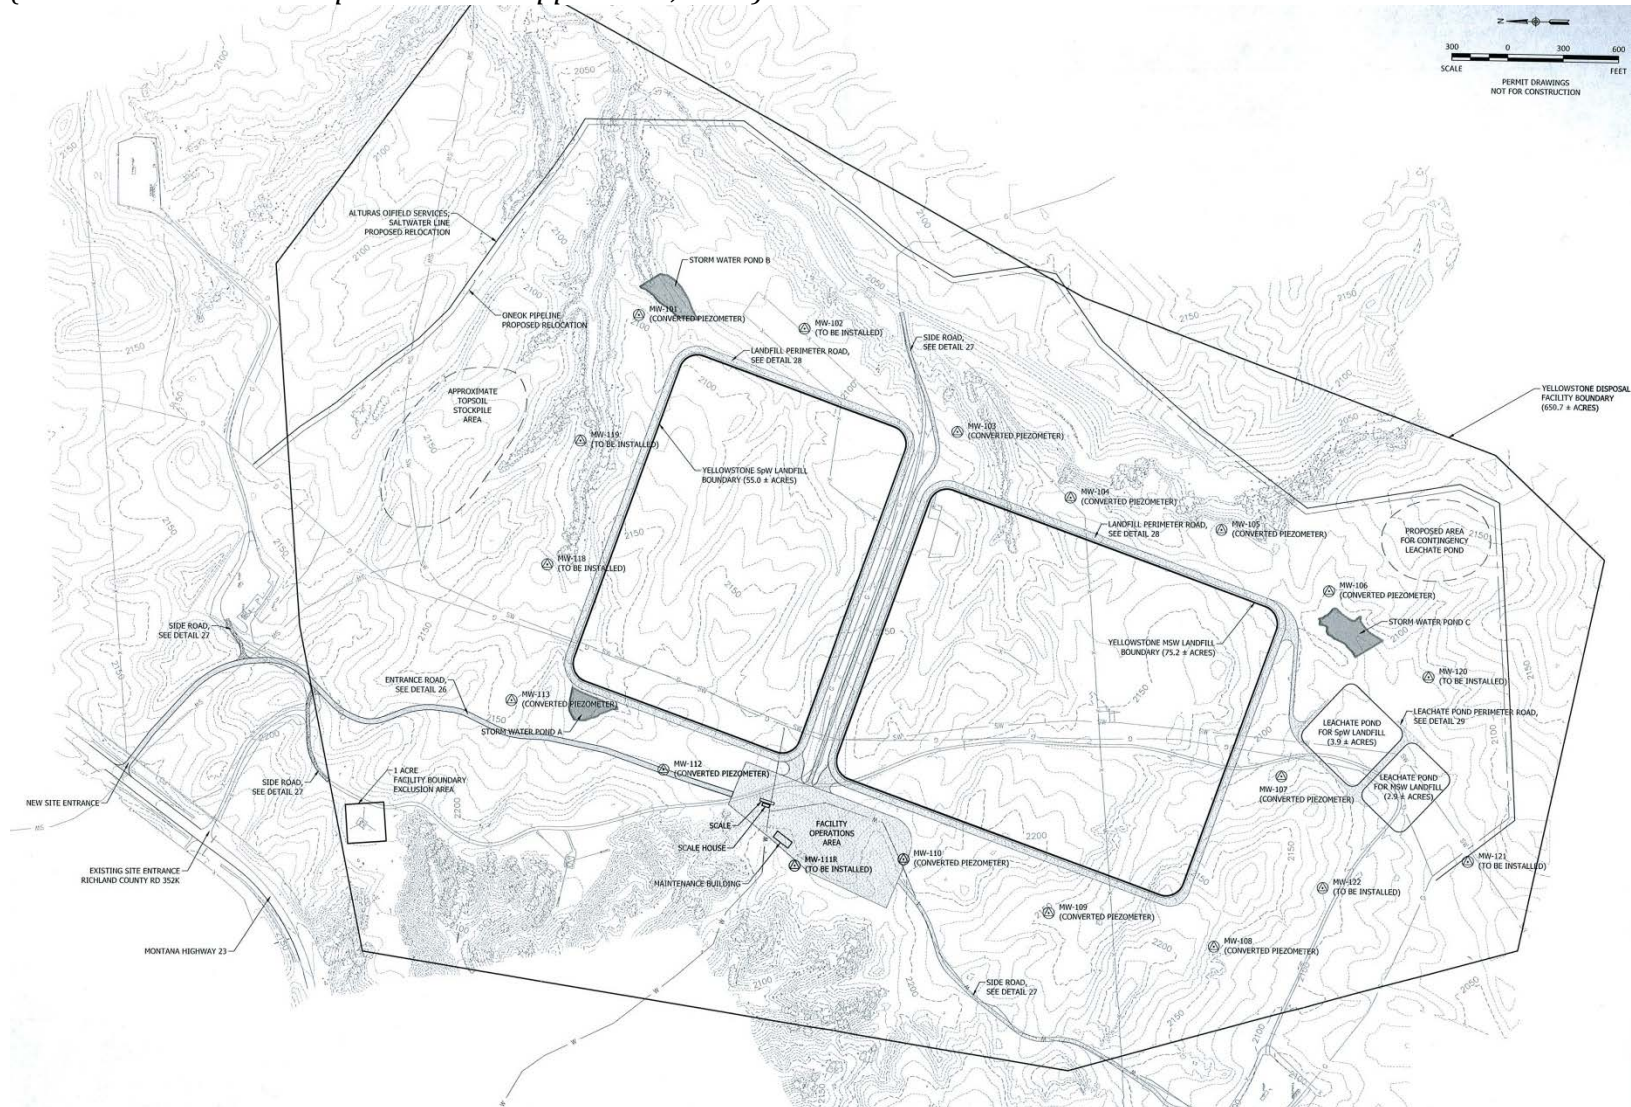 N
300 0 300 600
SCALE FEET
PERMIT DRAWINGS
NOT FOR CONSTRUCTION
ALTURAS OIFIELD SERVICES,
SALTWATER LINE
PROPOSED RELOCATION
STORM WATER POND B
ONEOK PIPELINE
PROPOSED RELOCATION
MW-101
(CONVERTED PIEZOMETER)
MW-102
(TO BE INSTALLED)
SIDE ROAD,
SEE DETAIL 27
LANDFILL PERIMETER ROAD,
SEE DETAIL 28
APPROXIMATE
TOPSOIL
STOCKPILE
AREA
YELLOWSTONE DISPOSAL
FACILITY BOUNDARY
(650.7 ± ACRES)
MW-119
(TO BE INSTALLED)
MW-103
(CONVERTED PIEZOMETER)
YELLOWSTONE SpW LANDFILL
BOUNDARY (55.0 ± ACRES)
MW-104
(CONVERTED PIEZOMETER)
LANDFILL PERIMETER ROAD,
SEE DETAIL 28
MW-105
(CONVERTED PIEZOMETER)
PROPOSED AREA
FOR CONTINGENCY
LEACHATE POND
MW-118
(TO BE INSTALLED)
MW-106
(CONVERTED PIEZOMETER)
STORM WATER POND C
SIDE ROAD,
SEE DETAIL 27
YELLOWSTONE MSW LANDFILL
BOUNDARY (75.2 ± ACRES)
ENTRANCE ROAD,
SEE DETAIL 26
MW-120
(TO BE INSTALLED)
MW-113
(CONVERTED PIEZOMETER)
STORM WATER POND A
LEACHATE POND
FOR SpW LANDFILL
(3.9 ± ACRES)
LEACHATE POND PERIMETER ROAD,
SEE DETAIL 29
MW-112
(CONVERTED PIEZOMETER)
1 ACRE
FACILITY BOUNDARY
EXCLUSION AREA
SIDE ROAD,
SEE DETAIL 27
MW-107
(CONVERTED PIEZOMETER)
LEACHATE POND
FOR MSW LANDFILL
(2.9 ± ACRES)
NEW SITE ENTRANCE
SCALE
SCALE HOUSE
FACILITY
OPERATIONS
AREA
MW-111R
(TO BE INSTALLED)
MW-110
(CONVERTED PIEZOMETER)
MW-121
(TO BE INSTALLED)
EXISTING SITE ENTRANCE
RICHLAND COUNTY RD 352K
MAINTENANCE BUILDING
MW-122
(TO BE INSTALLED)
MW-109
(CONVERTED PIEZOMETER)
MONTANA HIGHWAY 23
MW-108
(CONVERTED PIEZOMETER)
SIDE ROAD,
SEE DETAIL 27